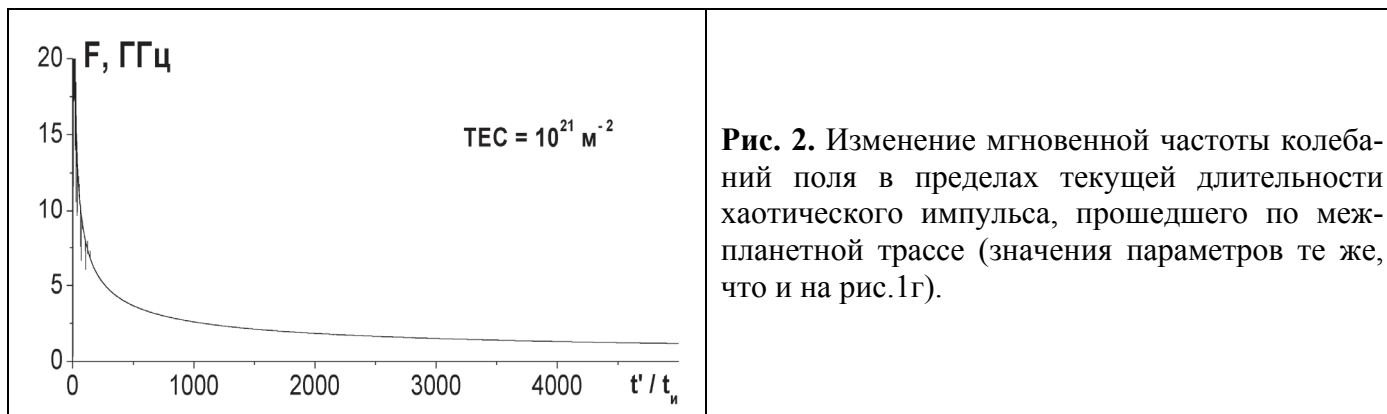 F, ГГц
20
15
10
5
0
TEC = 10²¹ м⁻²
0 1000 2000 3000 4000 t' / tᵢᵢ
Рис. 2. Изменение мгновенной частоты колеба-
ний поля в пределах текущей длительности
хаотического импульса, прошедшего по меж-
планетной трассе (значения параметров те же,
что и на рис.1г).